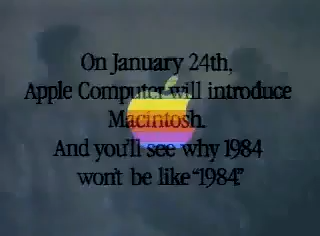 On January 24th,
Apple Computer will introduce
Macintosh.
And you'll see why 1984
won't be like "1984."